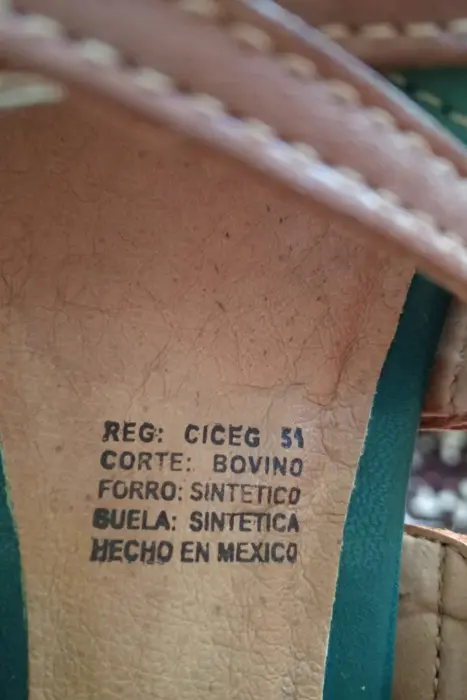 REG: CICEG 51
CORTE: BOVINO
FORRO: SINTETICO
SUELA: SINTETICA
HECHO EN MEXICO